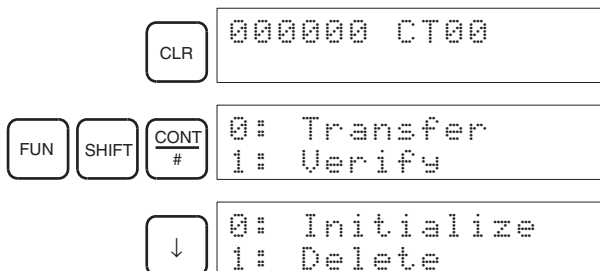 CLR
000000 CT00
FUN SHIFT CONT
#
0: Transfer
1: Verify
↓
0: Initialize
1: Delete